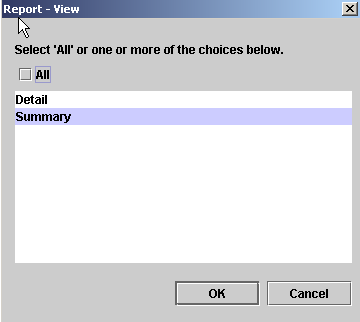 Report - View
Select 'All' or one or more of the choices below.
All
Detail
Summary
OK Cancel